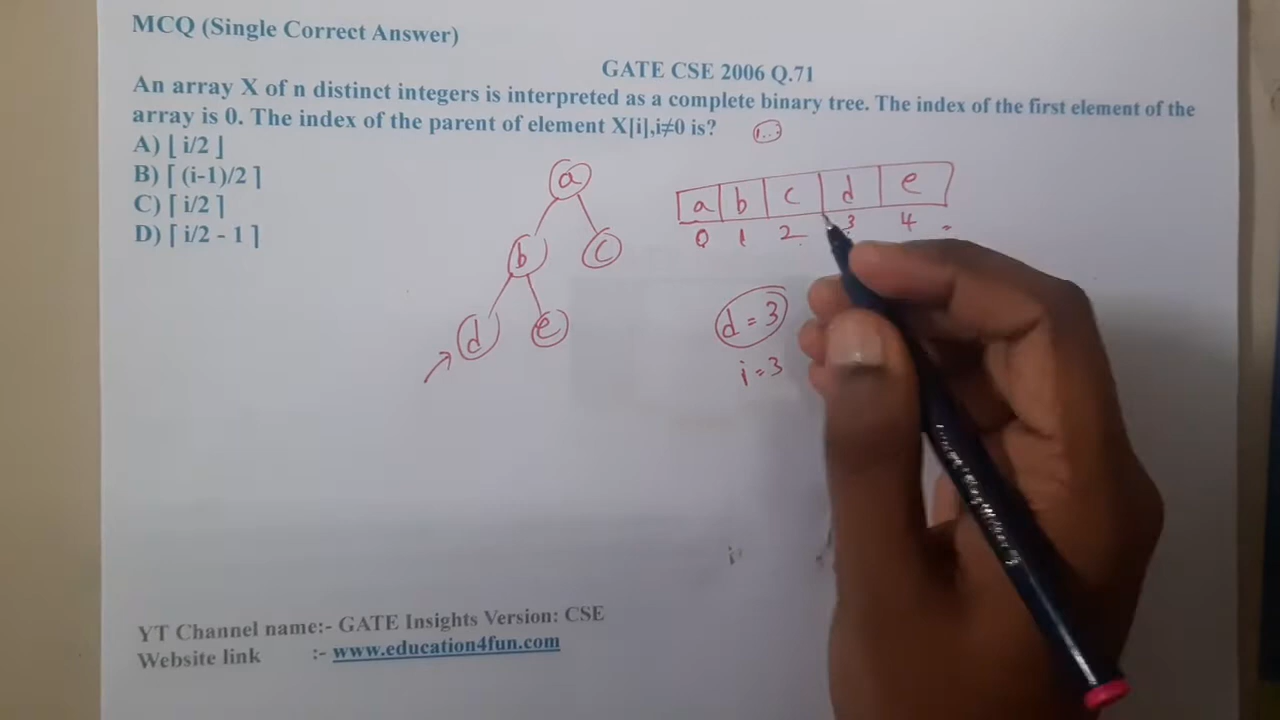 MCQ (Single Correct Answer)
GATE CSE 2006 Q.71
An array X of n distinct integers is interpreted as a complete binary tree. The index of the first element of the
array is 0. The index of the parent of element X[i],i≠0 is?
A) ⌊ i/2 ⌋
B) ⌈ (i-1)/2 ⌉
C) ⌈ i/2 ⌉
D) ⌈ i/2 - 1 ⌉
a
b c
d e
a b c d e
0 1 2 3 4
d = 3
i = 3
i
YT Channel name:- GATE Insights Version: CSE
Website link :- www.education4fun.com